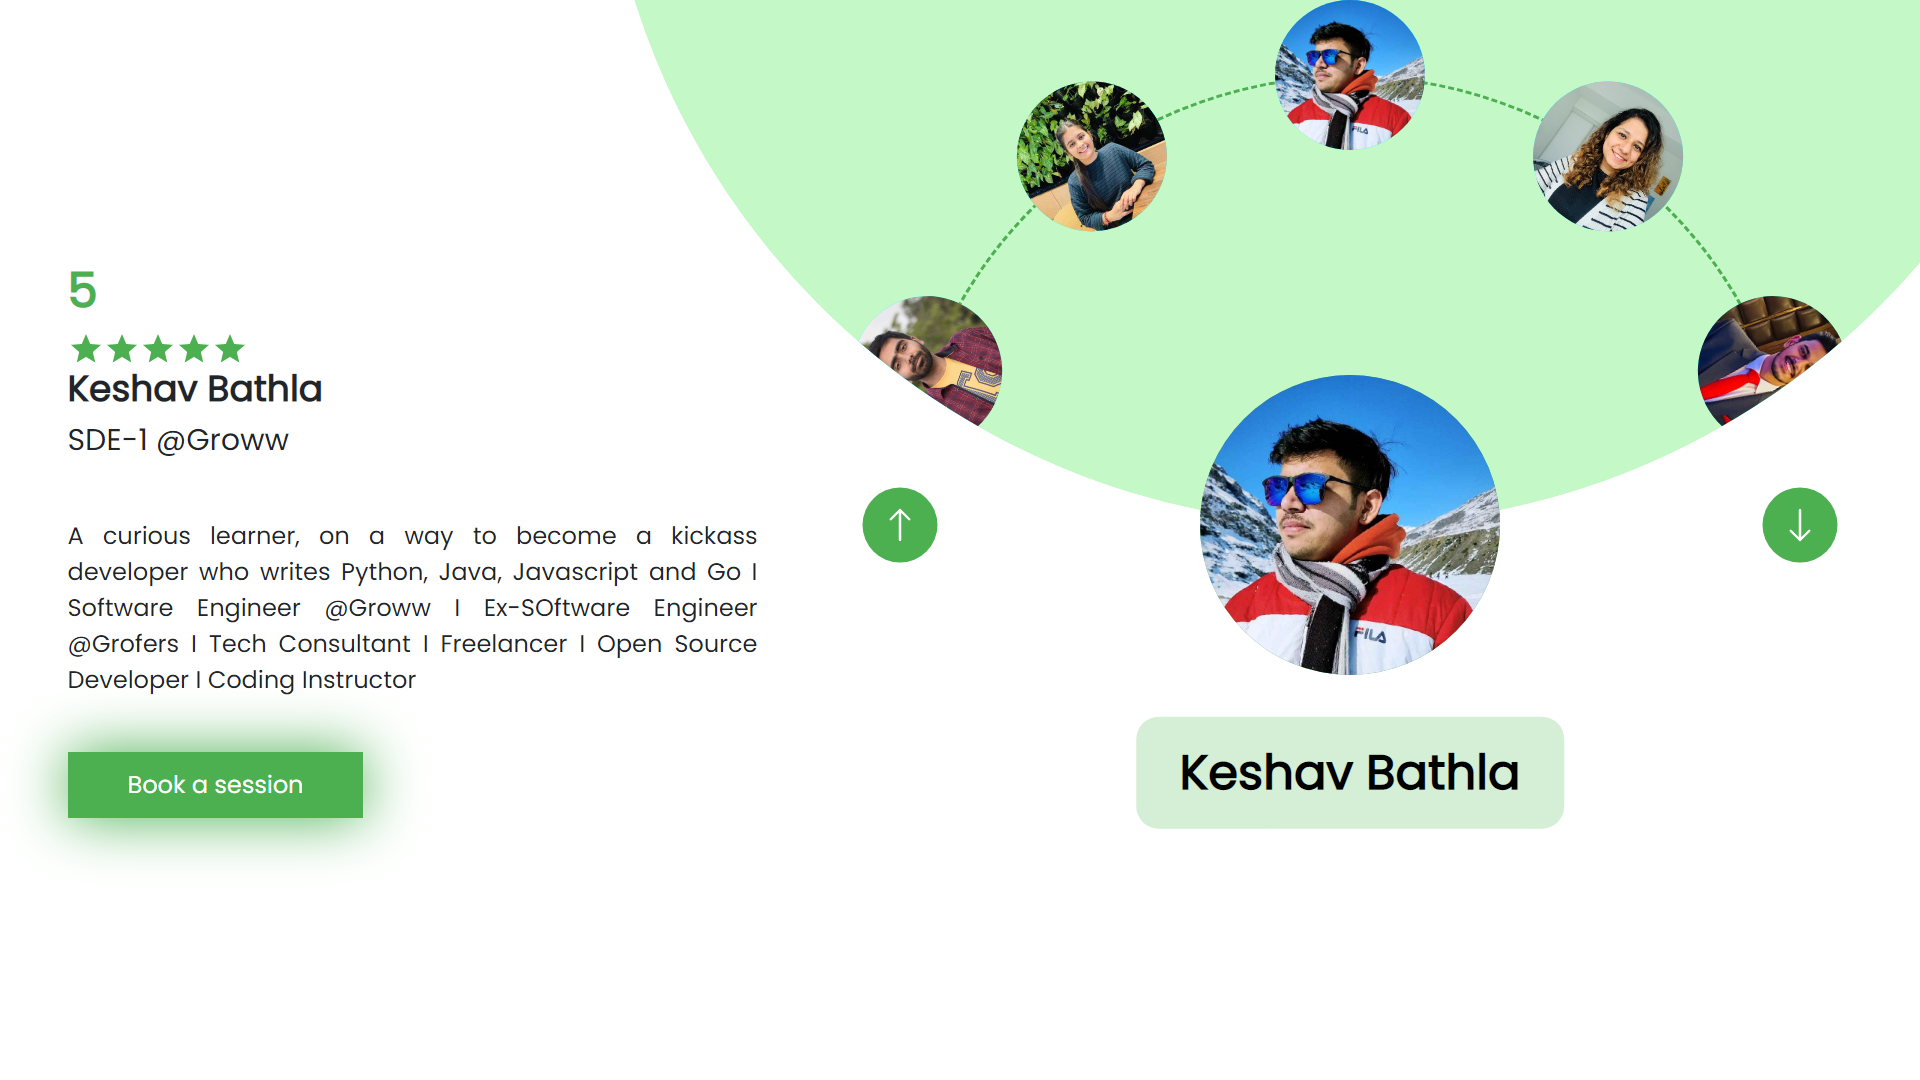 5
Keshav Bathla
SDE-1 @Groww
A curious learner, on a way to become a kickass
developer who writes Python, Java, Javascript and Go I
Software Engineer @Groww I Ex-SOftware Engineer
@Grofers I Tech Consultant I Freelancer I Open Source
Developer I Coding Instructor
Book a session
FILA
FILA
Keshav Bathla